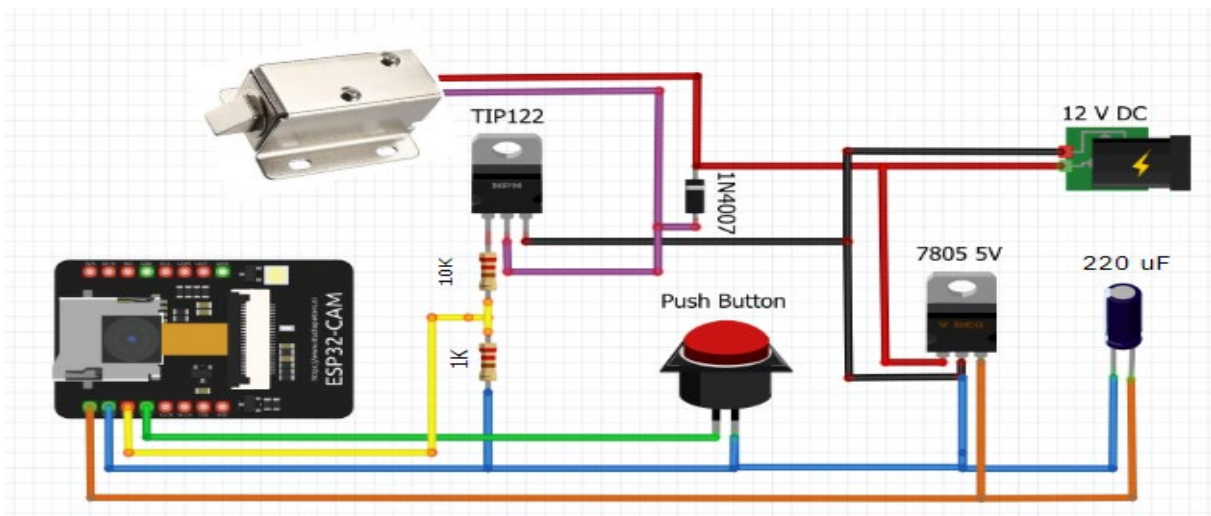 TIP122
12 V DC
1N4007
10K
7805 5V
220 uF
Push Button
1K
ESP32-CAM